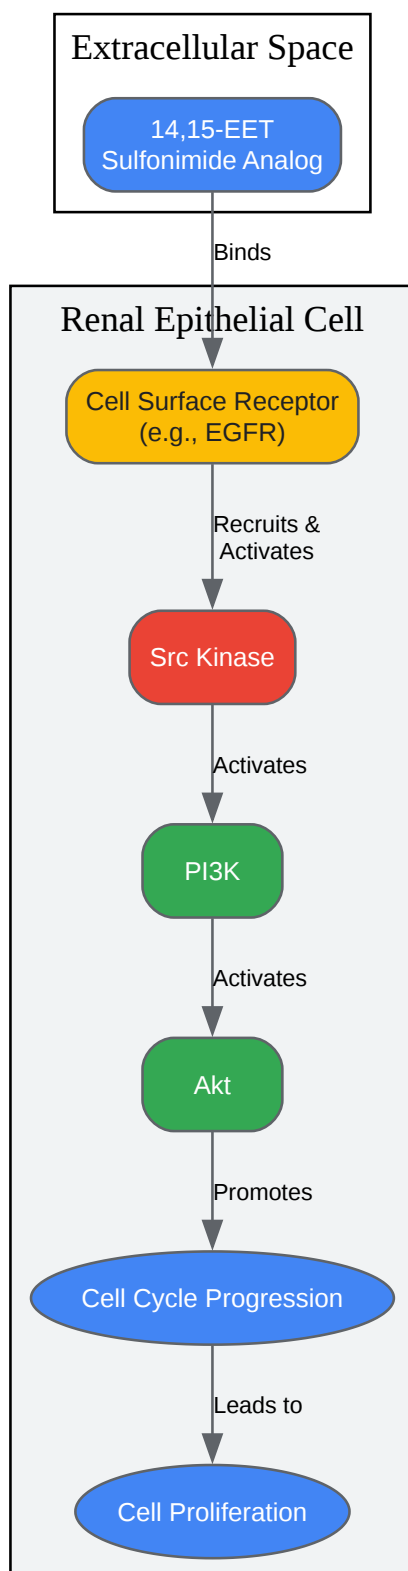 Extracellular Space
14,15-EET
Sulfonimide Analog
Binds
Renal Epithelial Cell
Cell Surface Receptor
(e.g., EGFR)
Recruits &
Activates
Src Kinase
Activates
PI3K
Activates
Akt
Promotes
Cell Cycle Progression
Leads to
Cell Proliferation